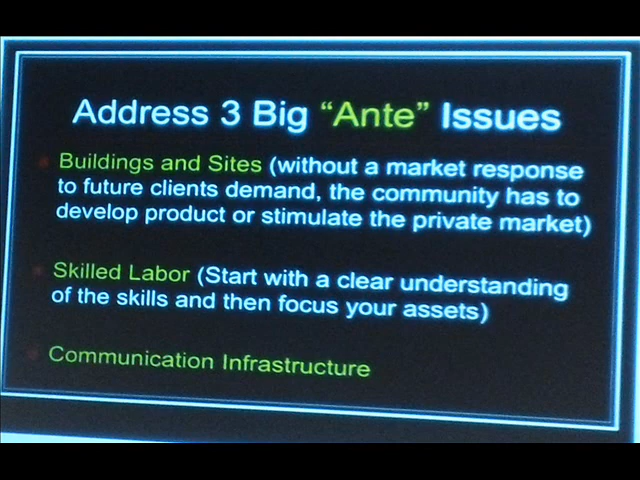 Address 3 Big “Ante” Issues
Buildings and Sites (without a market response
to future clients demand, the community has to
develop product or stimulate the private market)
Skilled Labor (Start with a clear understanding
of the skills and then focus your assets)
Communication Infrastructure